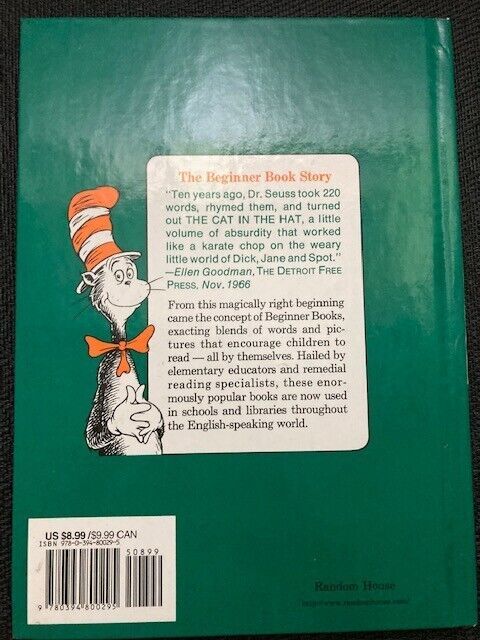 The Beginner Book Story
"Ten years ago, Dr. Seuss took 220
words, rhymed them, and turned
out THE CAT IN THE HAT, a little
volume of absurdity that worked
like a karate chop on the weary
little world of Dick, Jane and Spot."
—Ellen Goodman, THE DETROIT FREE
PRESS, Nov. 1966
From this magically right beginning
came the concept of Beginner Books,
exacting blends of words and pic-
tures that encourage children to
read — all by themselves. Hailed by
elementary educators and remedial
reading specialists, these enor-
mously popular books are now used
in schools and libraries throughout
the English-speaking world.
US $8.99/$9.99 CAN
ISBN 978-0-394-80029-5
50899
9 780394 800295
Random House
http://www.randomhouse.com/